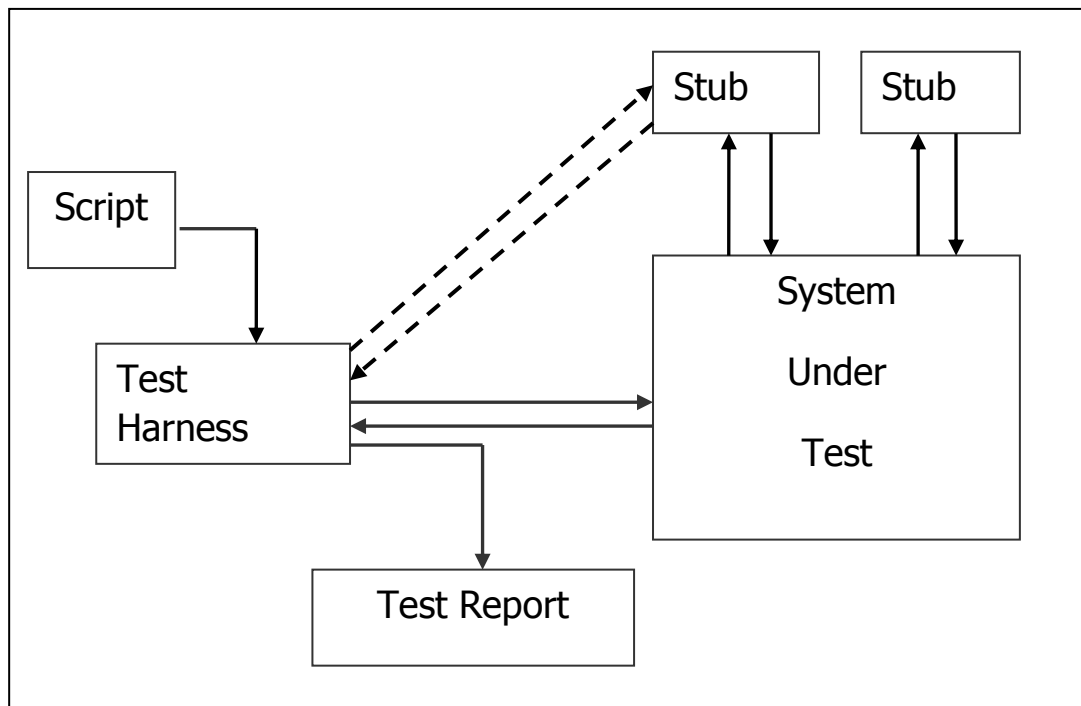 Stub
Stub
Script
System
Under
Test
Test
Harness
Test Report